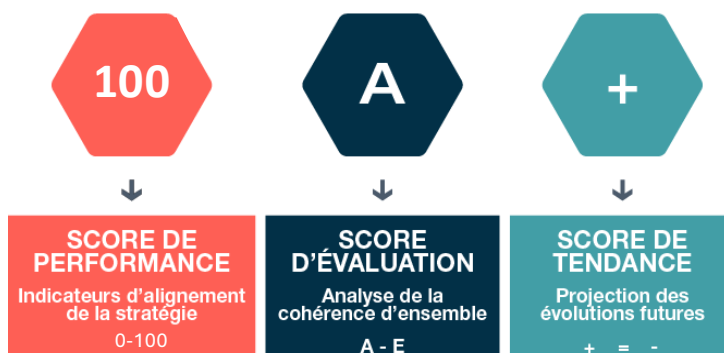 100
A
+
SCORE DE
PERFORMANCE
Indicateurs d'alignement
de la stratégie
0-100
SCORE
D'ÉVALUATION
Analyse de la
cohérence d'ensemble
A - E
SCORE DE
TENDANCE
Projection des
évolutions futures
+ = -